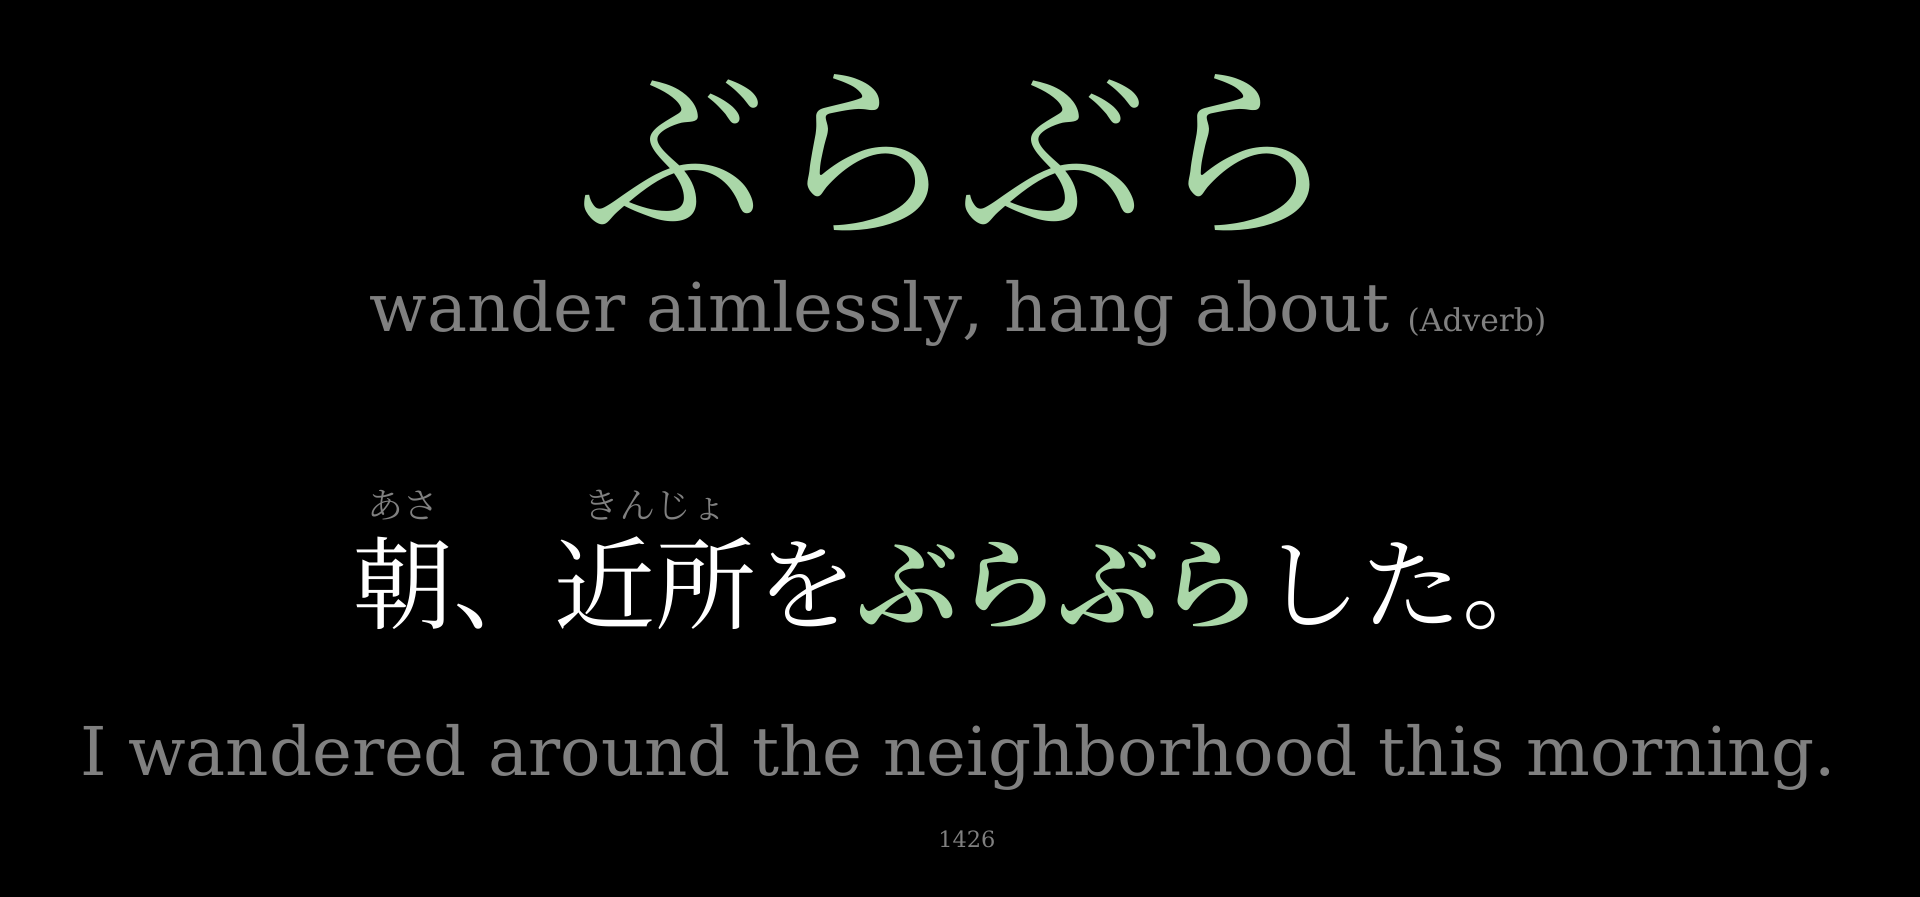 ぶらぶら
wander aimlessly, hang about (Adverb)
あさ きんじょ
朝、近所をぶらぶらした。
I wandered around the neighborhood this morning.
1426